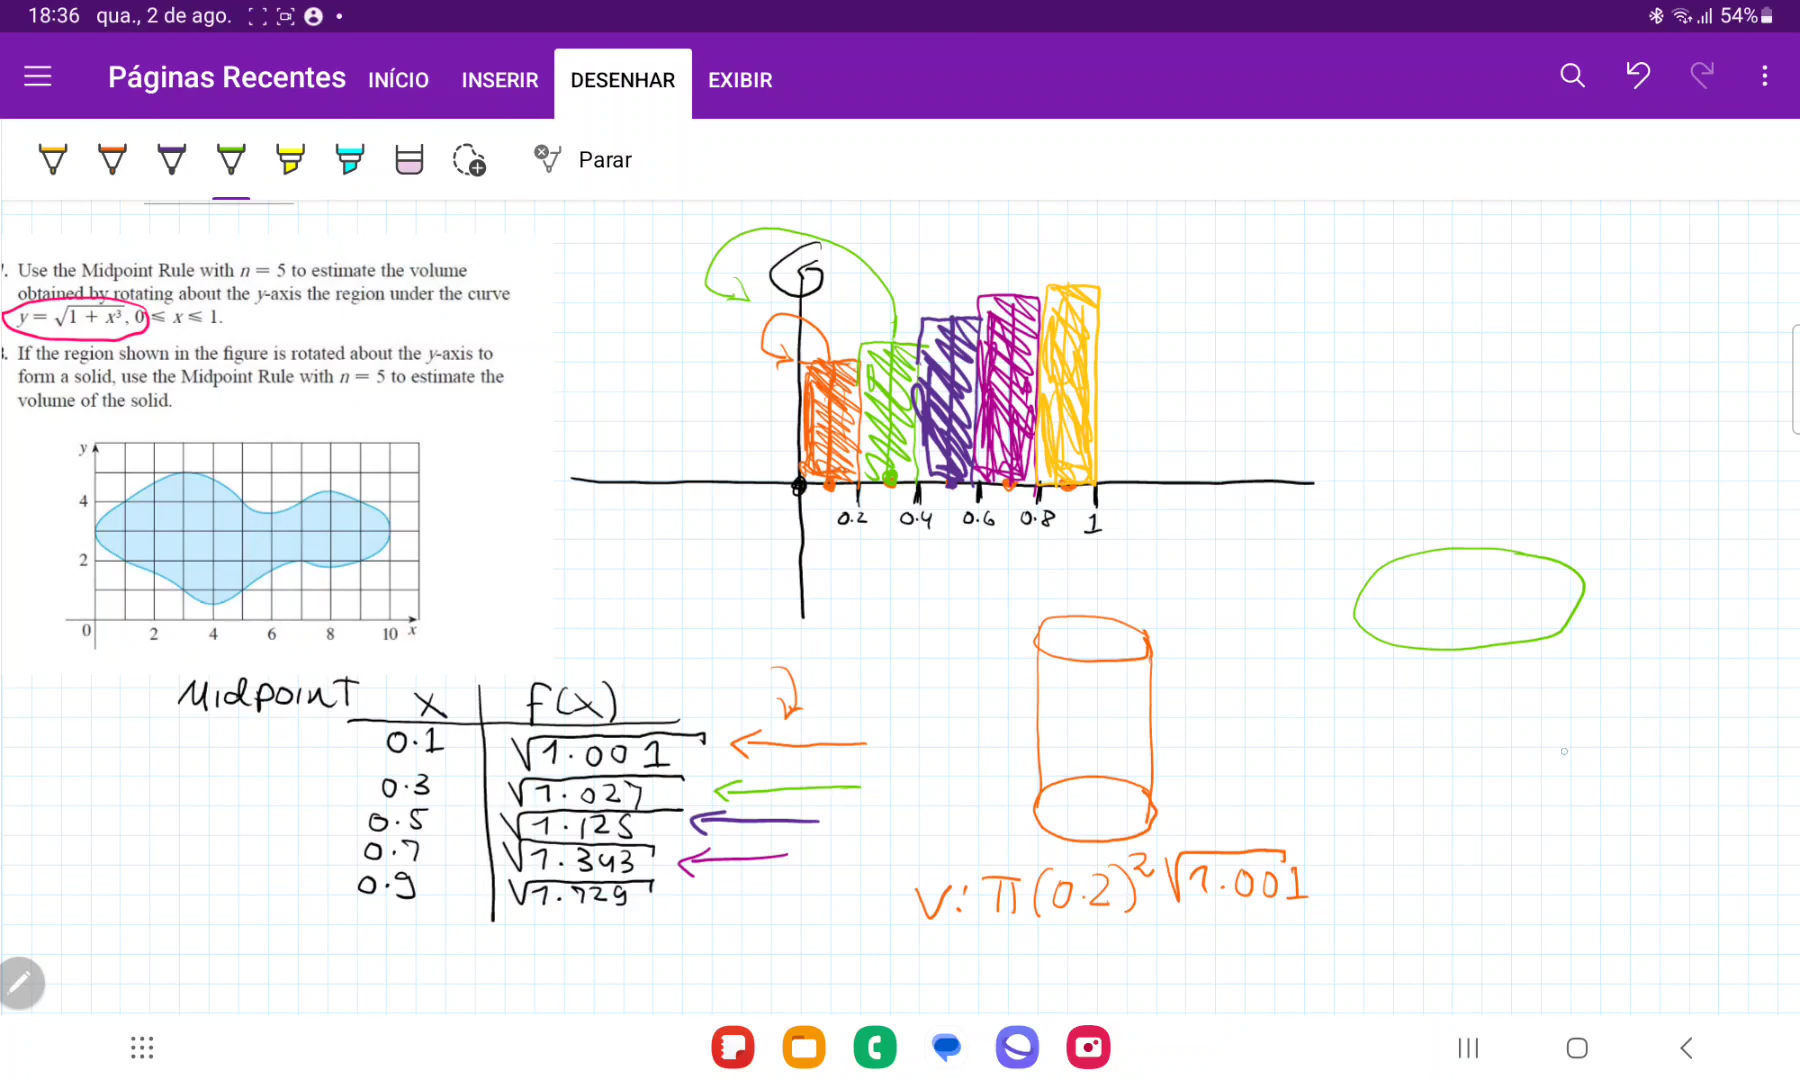 18:36 qua., 2 de ago. 54%
Páginas Recentes INÍCIO INSERIR DESENHAR EXIBIR
Parar
. Use the Midpoint Rule with n = 5 to estimate the volume
obtained by rotating about the y-axis the region under the curve
y = √1 + x³, 0 ⩽ x ⩽ 1.
. If the region shown in the figure is rotated about the y-axis to
form a solid, use the Midpoint Rule with n = 5 to estimate the
volume of the solid.
y
4
2
0 2 4 6 8 10 x
0.2 0.4 0.6 0.8 1
Midpoint x f(x)
0.1 √1.001
0.3 √1.027
0.5 √1.125
0.7 √1.343
0.9 √1.729
V: π(0.2)² √1.001